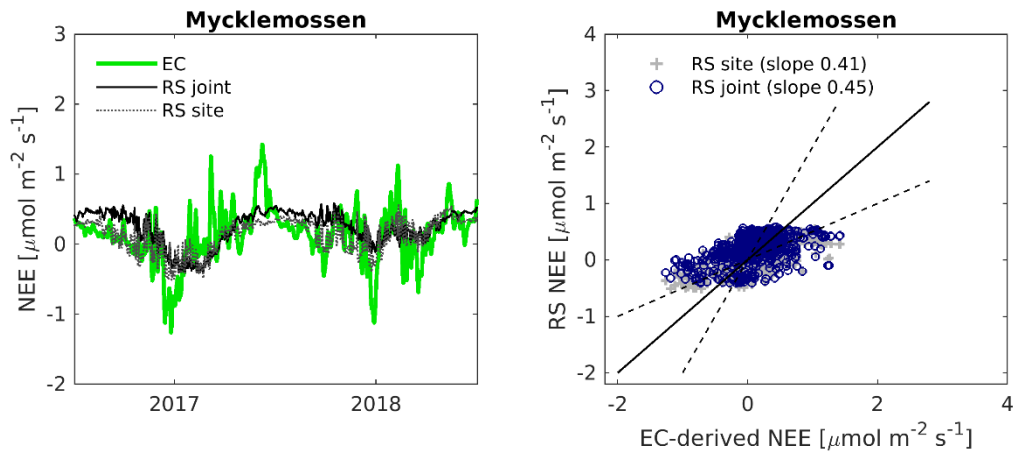 Mycklemossen
3
2
1
0
-1
-2
NEE [μmol m-2 s-1]
EC
RS joint
RS site
2017
2018
Mycklemossen
4
3
2
1
0
-1
-2
RS NEE [μmol m-2 s-1]
RS site (slope 0.41)
RS joint (slope 0.45)
-2
0
2
4
EC-derived NEE [μmol m-2 s-1]